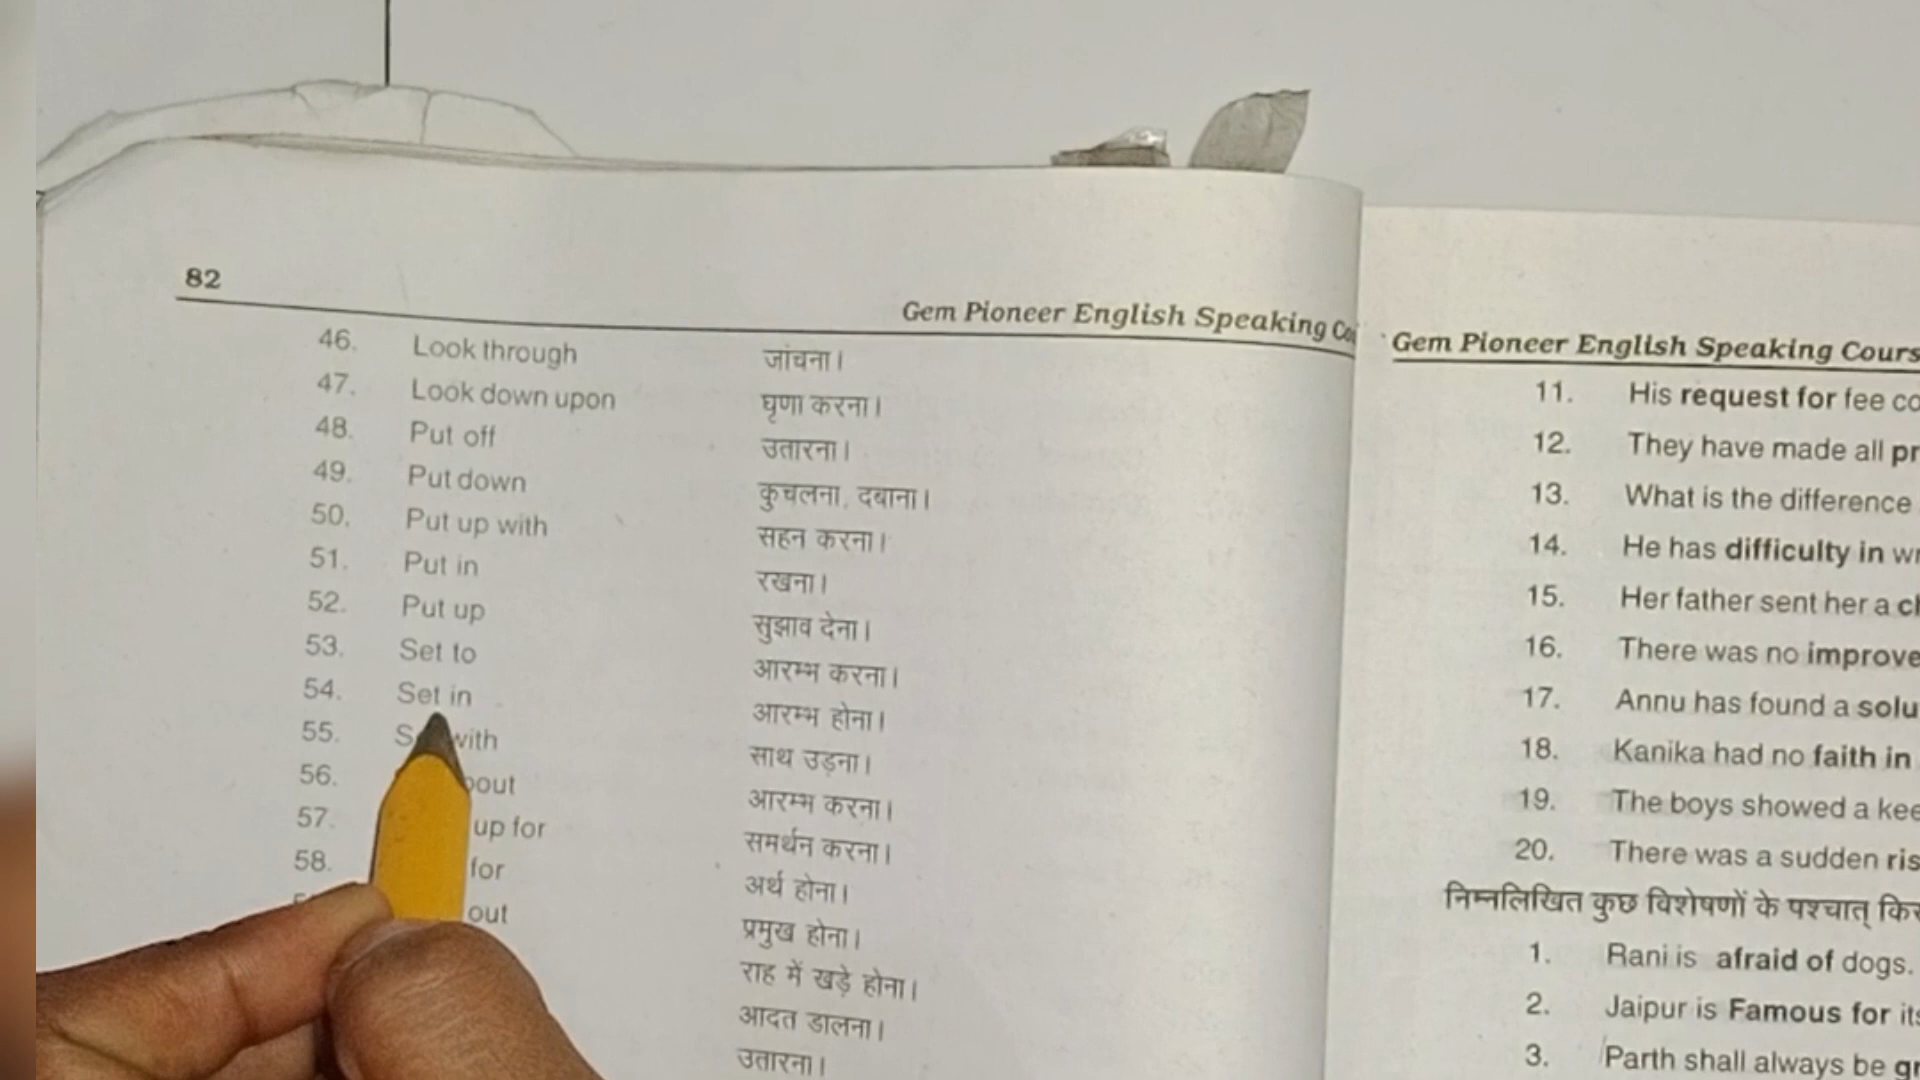 82
Gem Pioneer English Speaking
46. Look through जांचना।
47. Look down upon घृणा करना।
48. Put off उतारना।
49. Put down कुचलना, दबाना।
50. Put up with सहन करना।
51. Put in रखना।
52. Put up सुझाव देना।
53. Set to आरम्भ करना।
54. Set in आरम्भ होना।
55. with साथ उड़ना।
56. आरम्भ करना।
57. up for समर्थन करना।
58. for अर्थ होना।
out प्रमुख होना।
राह में खड़े होना।
आदत डालना।
उतारना।
Gem Pioneer English Speaking
11. His request for fee
12. They have made all
13. What is the difference
14. He has difficulty in
15. Her father sent her a
16. There was no
17. Annu has found a
18. Kanika had no faith in
19. The boys showed a
20. There was a sudden
निम्नलिखित कुछ विशेषणों के पश्चात्
1. Rani is afraid of dogs.
2. Jaipur is Famous for
3. Parth shall always be